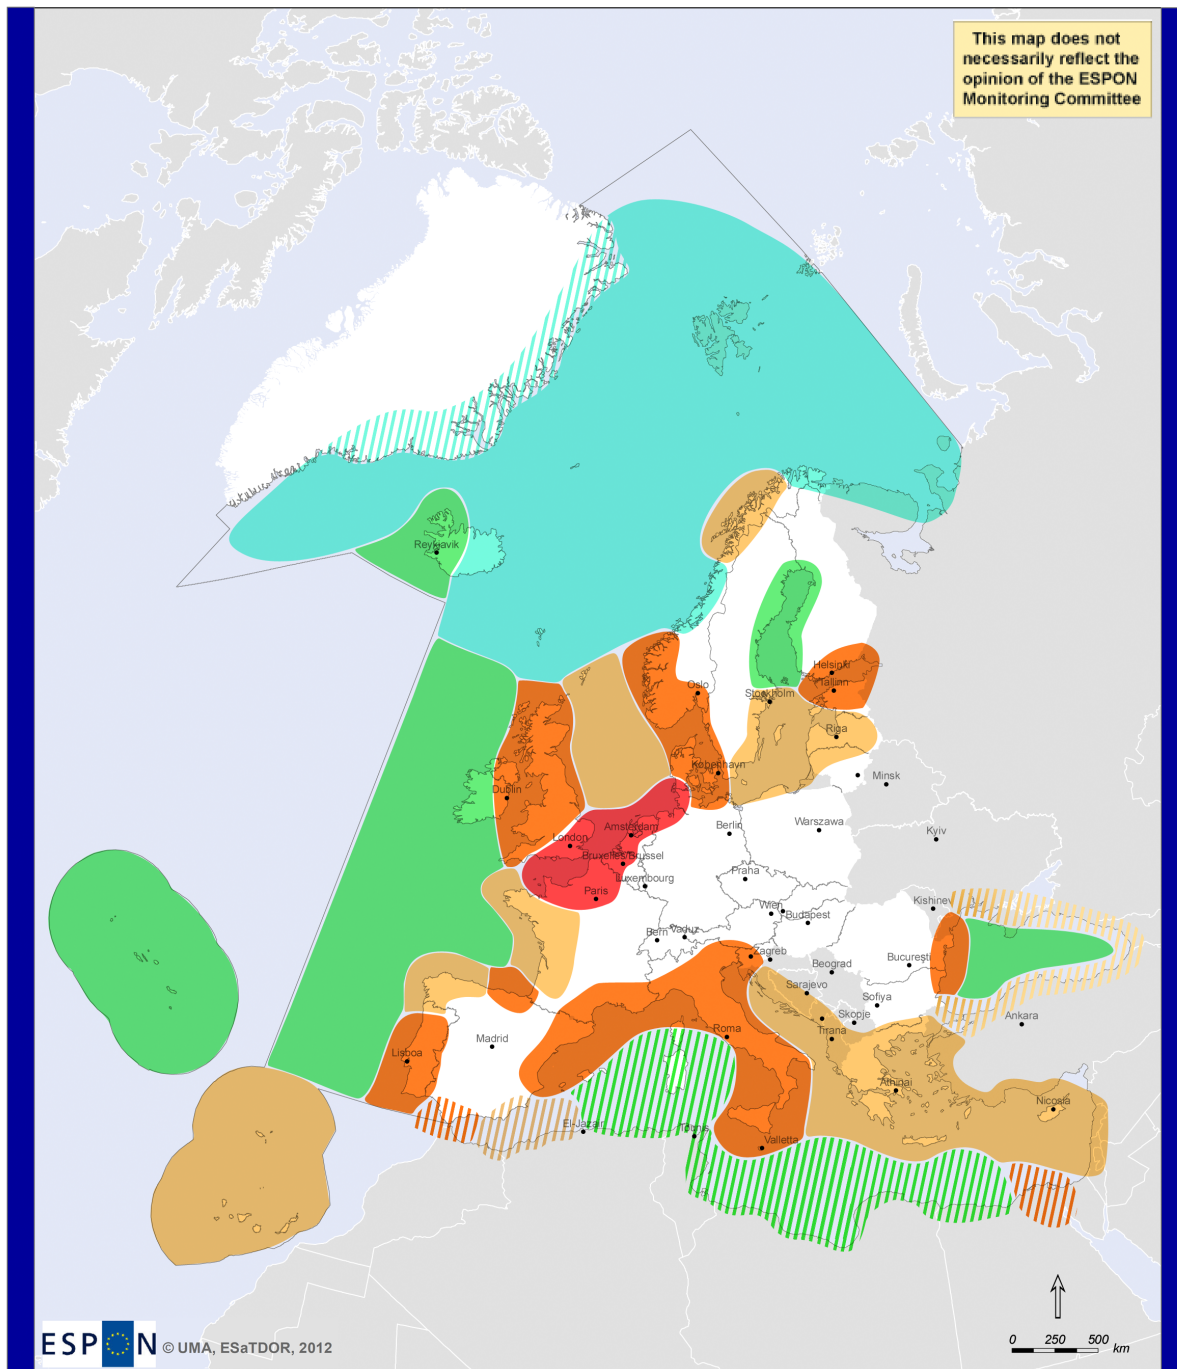 This map does not
necessarily reflect the
opinion of the ESPON
Monitoring Committee
Reykjavik
Helsinki
Tallinn
Oslo
Stockholm
Riga
København
Minsk
Dublin
Amsterdam
London
Berlin
Warszawa
Kyiv
Bruxelles/Brussel
Luxembourg
Praha
Paris
Kishinev
Wien
Budapest
Bern
Vaduz
Zagreb
Beograd
Bucureşti
Sarajevo
Sofiya
Skopje
Ankara
Roma
Tirana
Madrid
Lisboa
Athinai
Nicosia
El-Jazair
Tounis
Valletta
ESPON © UMA, ESaTDOR, 2012
0 250 500 km